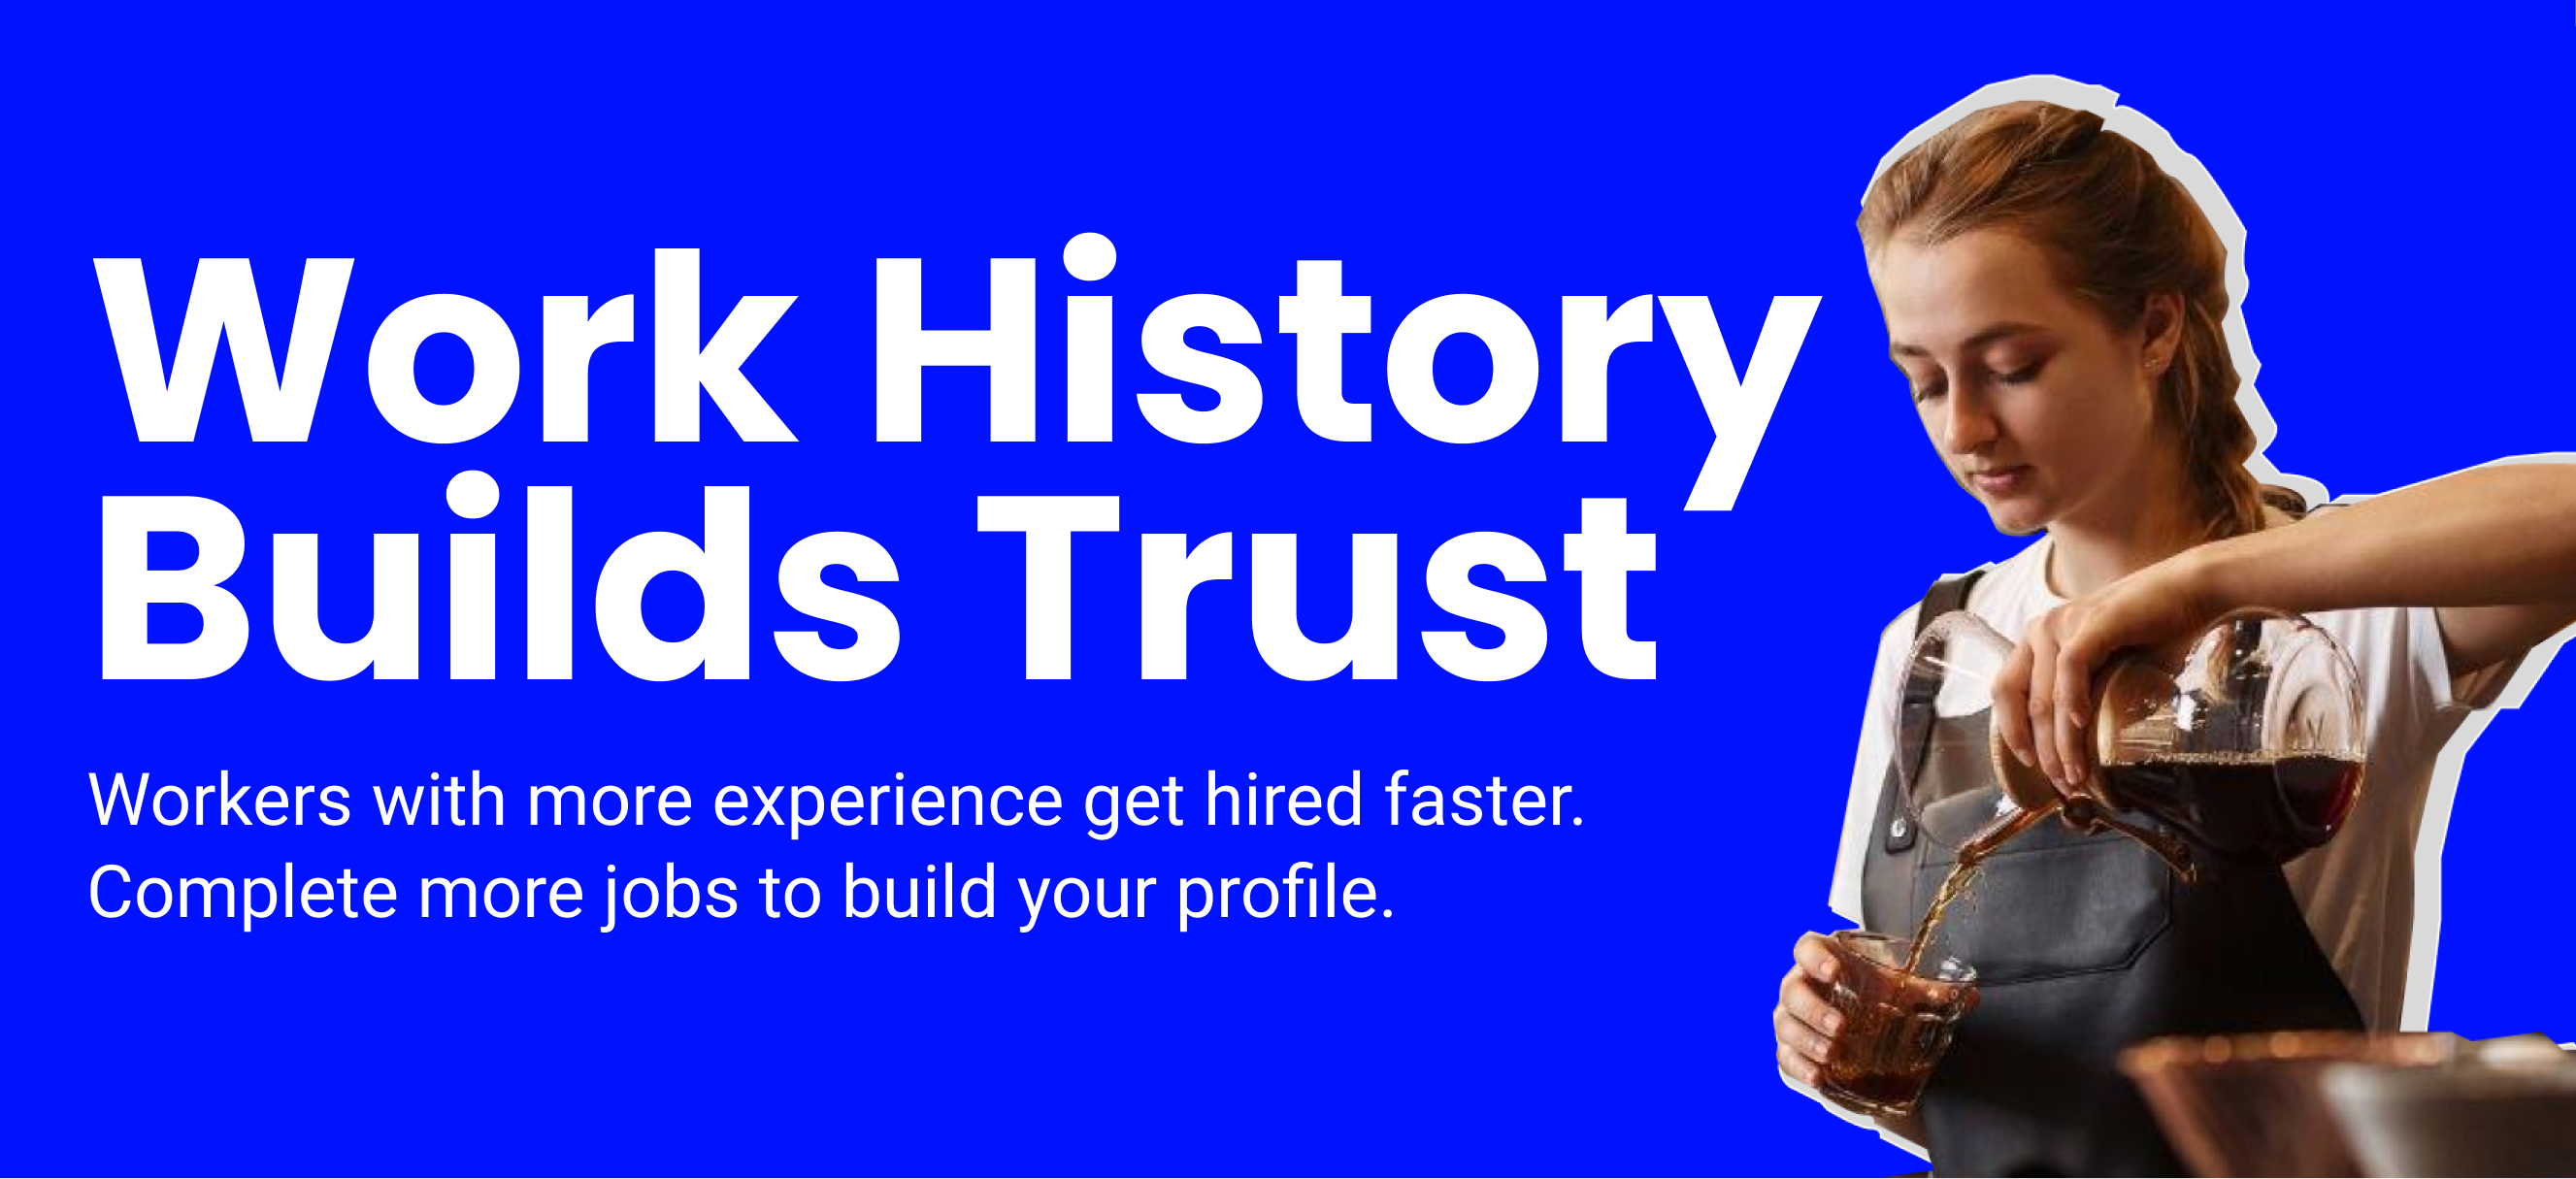 Work History
Builds Trust
Workers with more experience get hired faster.
Complete more jobs to build your profile.